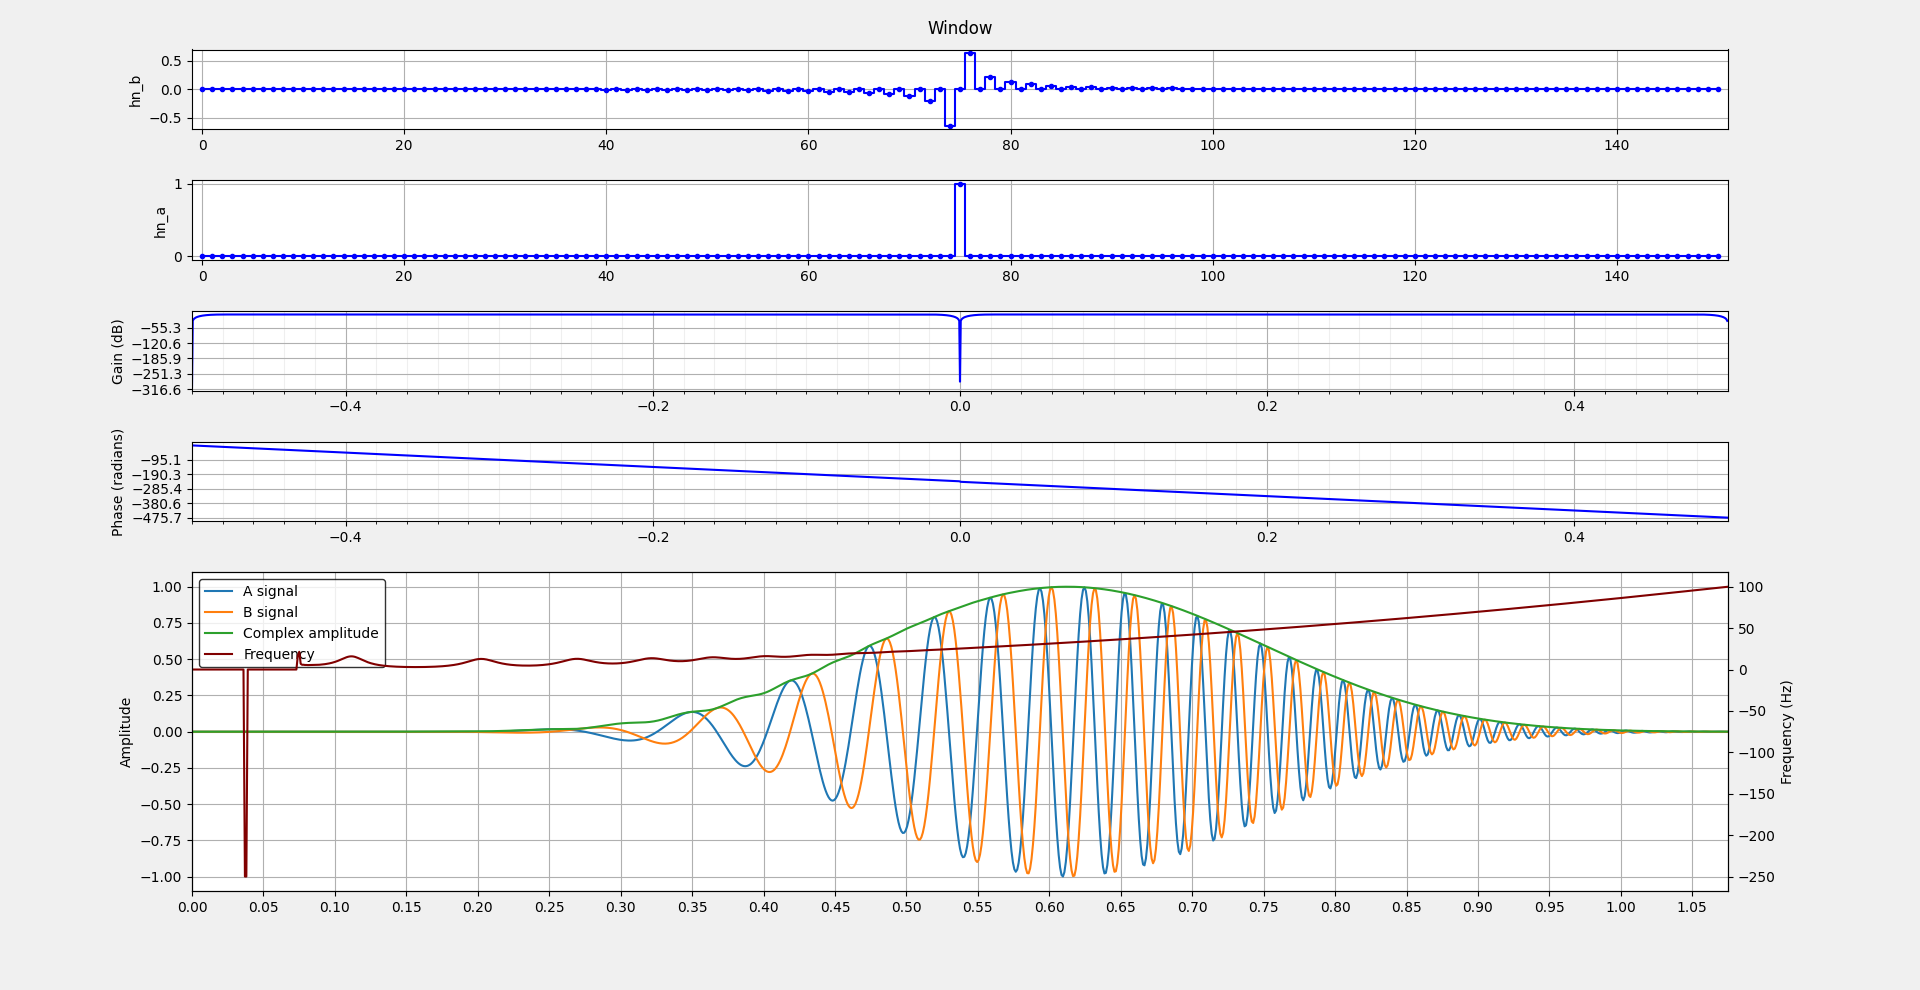 Window
hn_b
0.5
0.0
−0.5
0 20 40 60 80 100 120 140
hn_a
1
0
0 20 40 60 80 100 120 140
Gain (dB)
−55.3
−120.6
−185.9
−251.3
−316.6
−0.4 −0.2 0.0 0.2 0.4
Phase (radians)
−95.1
−190.3
−285.4
−380.6
−475.7
−0.4 −0.2 0.0 0.2 0.4
Amplitude
1.00
0.75
0.50
0.25
0.00
−0.25
−0.50
−0.75
−1.00
A signal
B signal
Complex amplitude
Frequency
100
50
0
−50
−100
−150
−200
−250
Frequency (Hz)
0.00 0.05 0.10 0.15 0.20 0.25 0.30 0.35 0.40 0.45 0.50 0.55 0.60 0.65 0.70 0.75 0.80 0.85 0.90 0.95 1.00 1.05